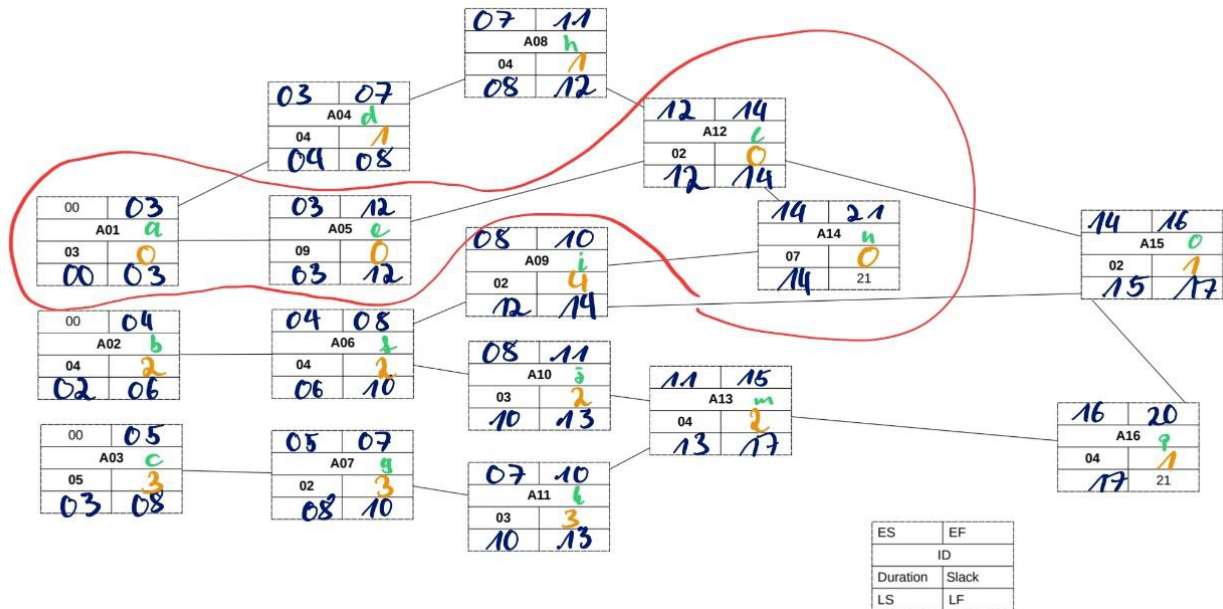 07 11
A08 h
04 1
08 12
03 07
A04 d
04 1
04 08
12 14
A12 l
02 0
12 14
00 03
A01 a
03 0
00 03
03 12
A05 e
09 0
03 12
08 10
A09 i
02 4
12 14
14 21
A14 n
07 0
14 21
14 16
A15 o
02 1
15 17
00 04
A02 b
04 2
02 06
04 08
A06 f
04 2
06 10
08 11
A10 j
03 2
10 13
11 15
A13 m
04 2
13 17
00 05
A03 c
05 3
03 08
05 07
A07 g
02 3
08 10
07 10
A11 k
03 3
10 13
16 20
A16 p
04 1
17 21
ES EF
ID
Duration Slack
LS LF